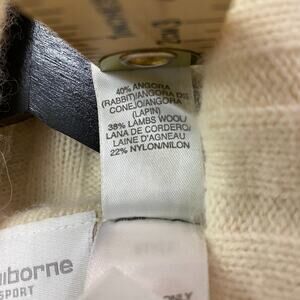 40% ANGORA
(RABBIT)/ANGORA DE
CONEJO/ANGORA
(LAPIN)
38% LAMBS WOOL/
LANA DE CORDERO/
LAINE D'AGNEAU
22% NYLON/NILON
iborne
SPORT
ONLY